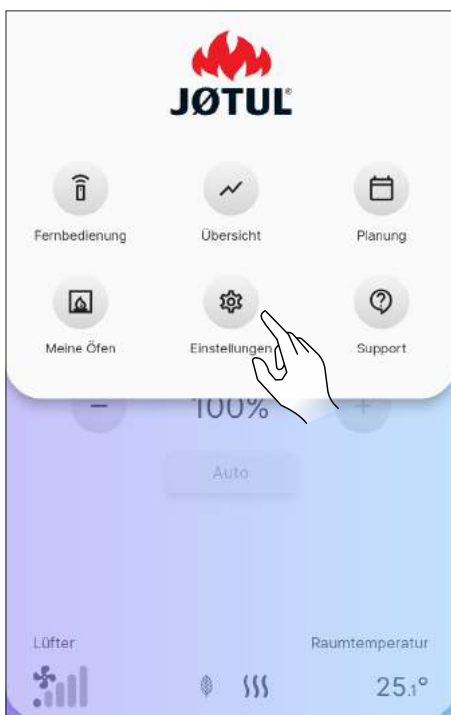 JØTUL®
Fernbedienung Übersicht Planung
Meine Öfen Einstellungen Support
− 100% +
Auto
Lüfter Raumtemperatur
25.1°